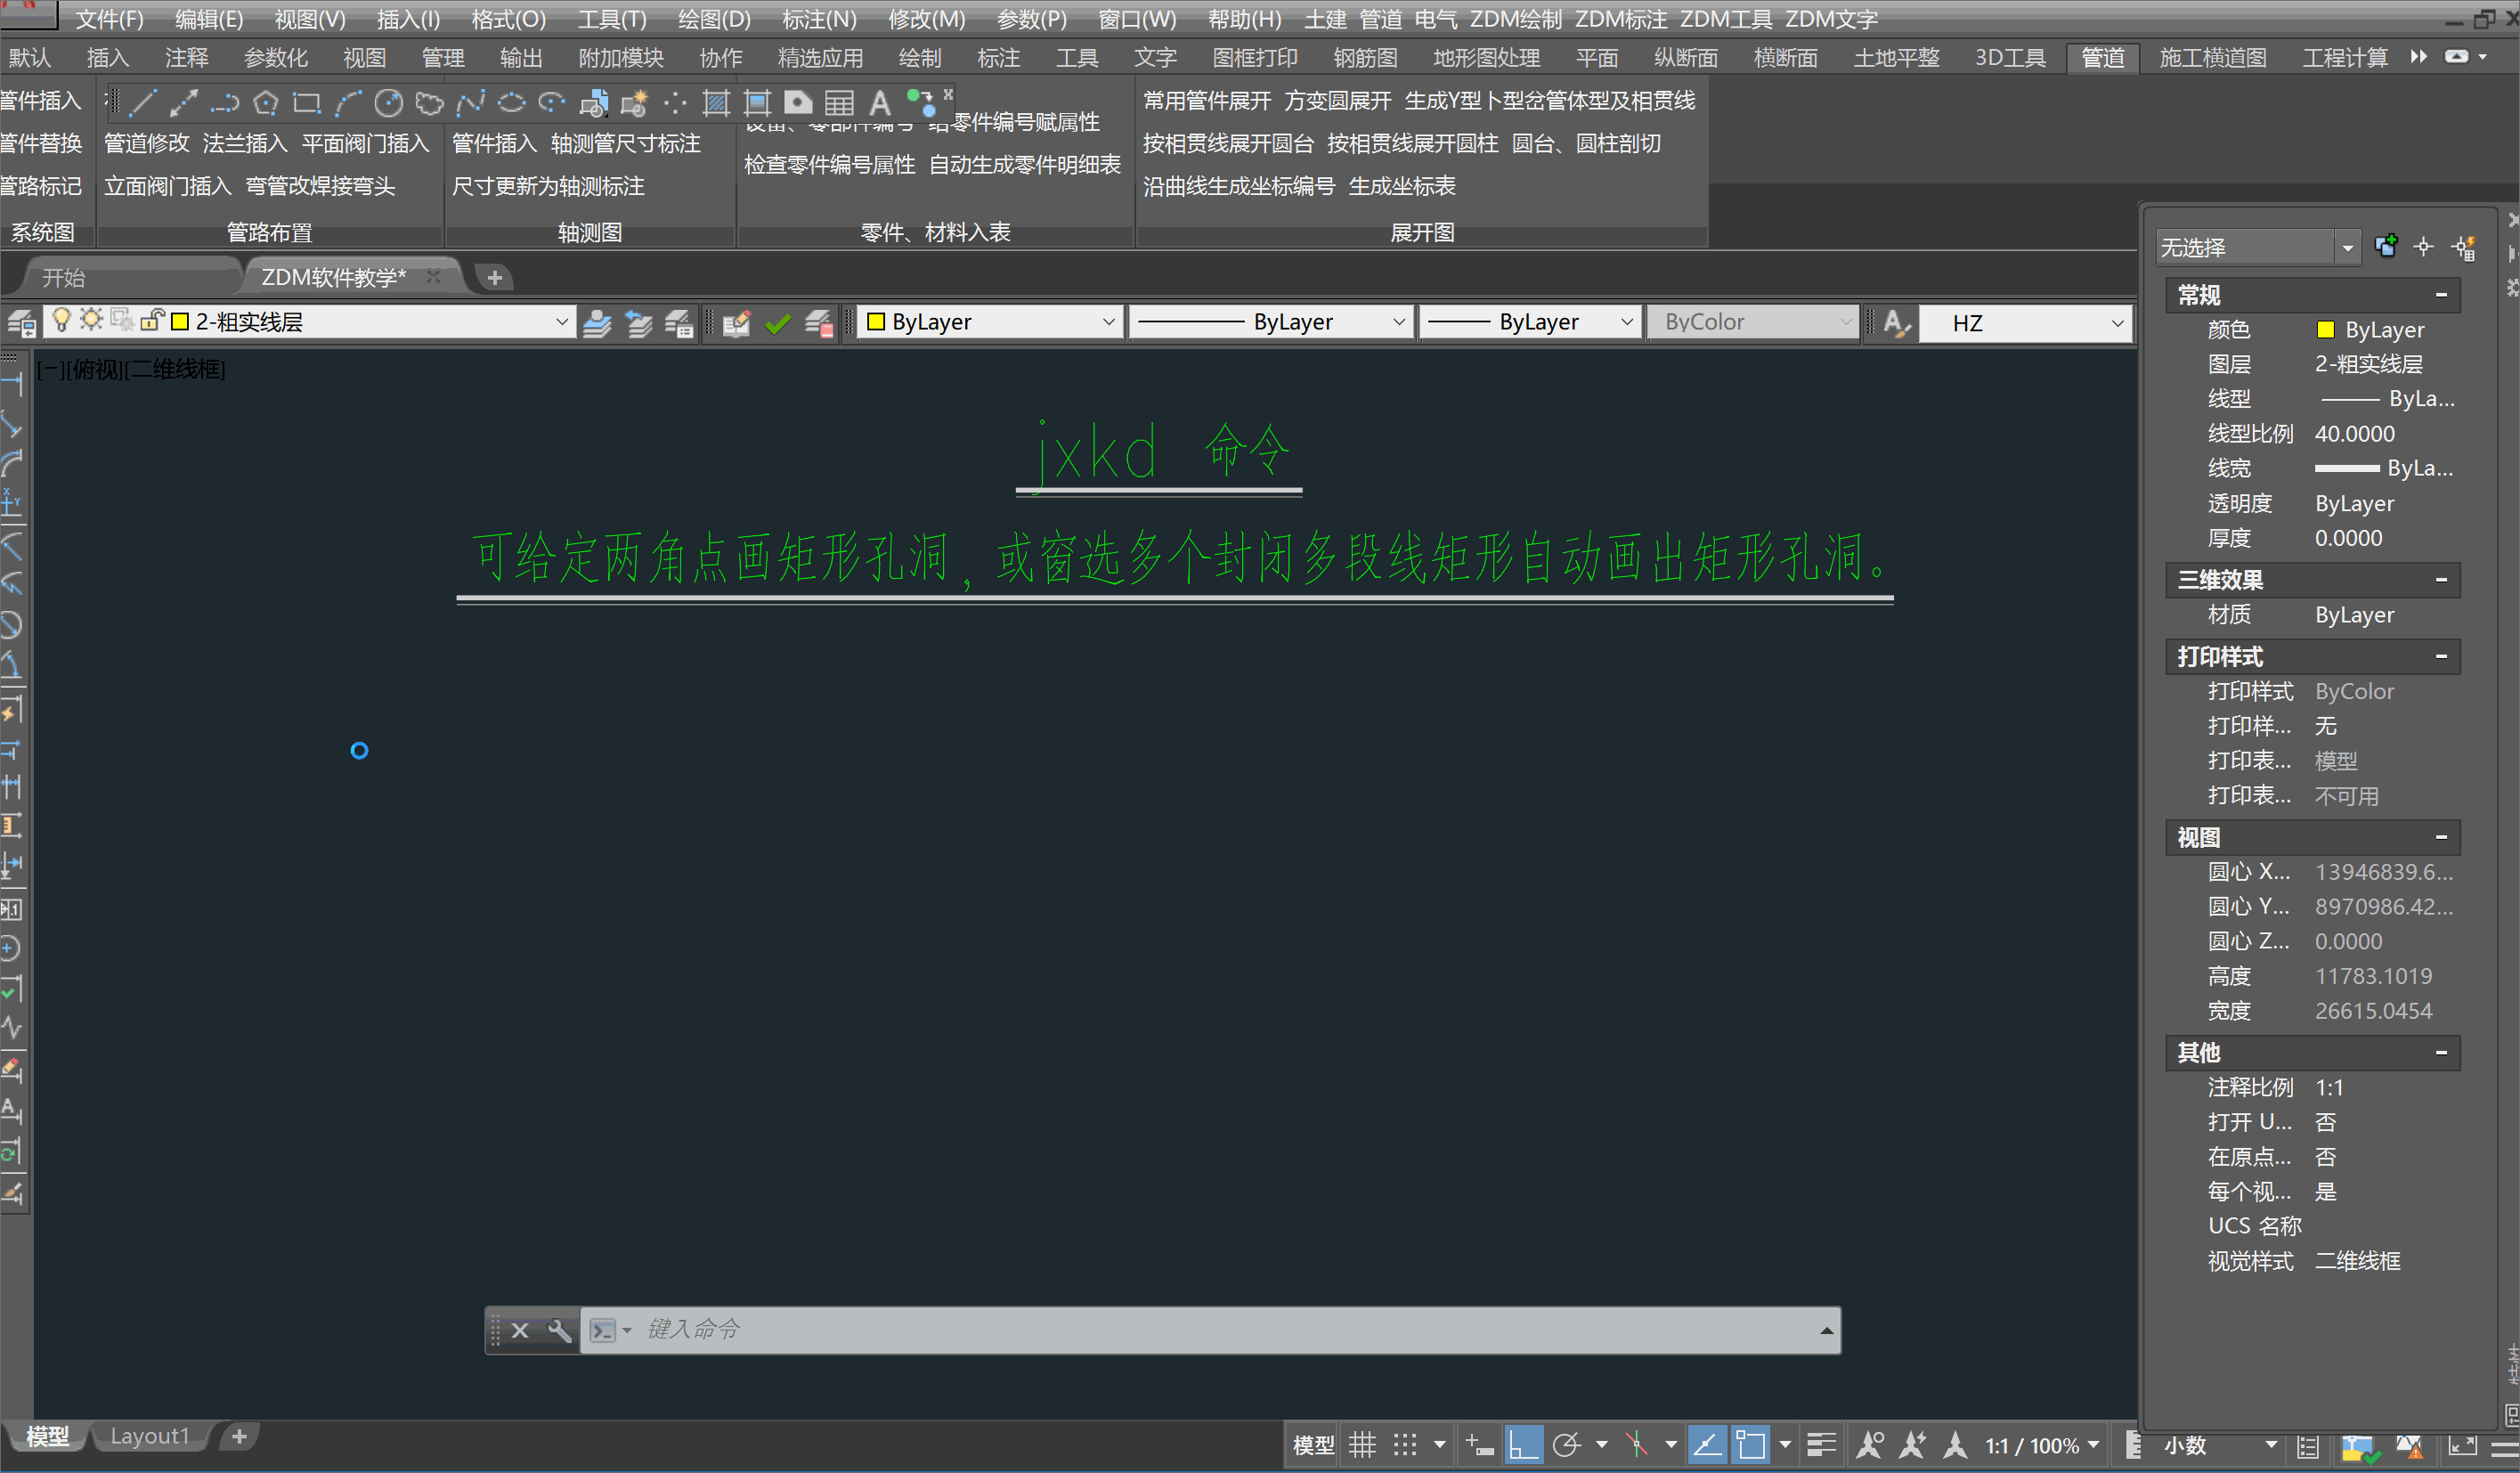 文件(F) 编辑(E) 视图(V) 插入(I) 格式(O) 工具(T) 绘图(D) 标注(N) 修改(M) 参数(P) 窗口(W) 帮助(H) 土建 管道 电气 ZDM绘制 ZDM标注 ZDM工具 ZDM文字
默认 插入 注释 参数化 视图 管理 输出 附加模块 协作 精选应用 绘制 标注 工具 文字 图框打印 钢筋图 地形图处理 平面 纵断面 横断面 土地平整 3D工具 管道 施工横道图 工程计算
管件插入 常用管件展开 方变圆展开 生成Y型卜型岔管体型及相贯线
设备、零部件编号 给零件编号赋属性
管件替换 管道修改 法兰插入 平面阀门插入 管件插入 轴测管尺寸标注 按相贯线展开圆台 按相贯线展开圆柱 圆台、圆柱剖切
检查零件编号属性 自动生成零件明细表
管路标记 立面阀门插入 弯管改焊接弯头 尺寸更新为轴测标注 沿曲线生成坐标编号 生成坐标表
系统图 管路布置 轴测图 零件、材料入表 展开图
开始 ZDM软件教学*
2-粗实线层 ByLayer ByLayer ByLayer ByColor HZ
[−][俯视][二维线框]
jxkd 命令
可给定两角点画矩形孔洞，或窗选多个封闭多段线矩形自动画出矩形孔洞。
键入命令
无选择
常规
颜色 ByLayer
图层 2-粗实线层
线型 ByLa...
线型比例 40.0000
线宽 ByLa...
透明度 ByLayer
厚度 0.0000
三维效果
材质 ByLayer
打印样式
打印样式 ByColor
打印样... 无
打印表... 模型
打印表... 不可用
视图
圆心 X... 13946839.6...
圆心 Y... 8970986.42...
圆心 Z... 0.0000
高度 11783.1019
宽度 26615.0454
其他
注释比例 1:1
打开 U... 否
在原点... 否
每个视... 是
UCS 名称
视觉样式 二维线框
模型 Layout1
模型 1:1 / 100% 小数